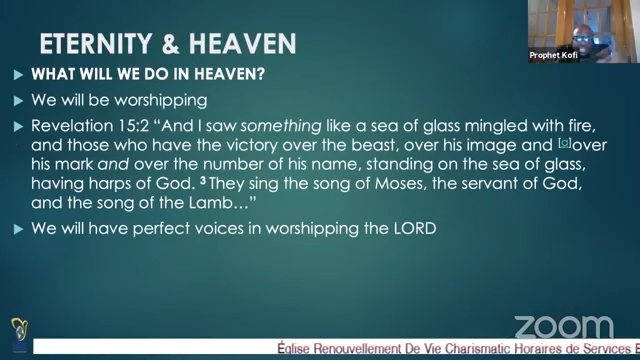 ETERNITY & HEAVEN
WHAT WILL WE DO IN HEAVEN?
We will be worshipping
Revelation 15:2 “And I saw something like a sea of glass mingled with fire,
and those who have the victory over the beast, over his image and [a]over
his mark and over the number of his name, standing on the sea of glass,
having harps of God. 3 They sing the song of Moses, the servant of God,
and the song of the Lamb…”
We will have perfect voices in worshipping the LORD
Prophet Kofi
zoom
Église Renouvellement De Vie Charismatic Horaires de Services E